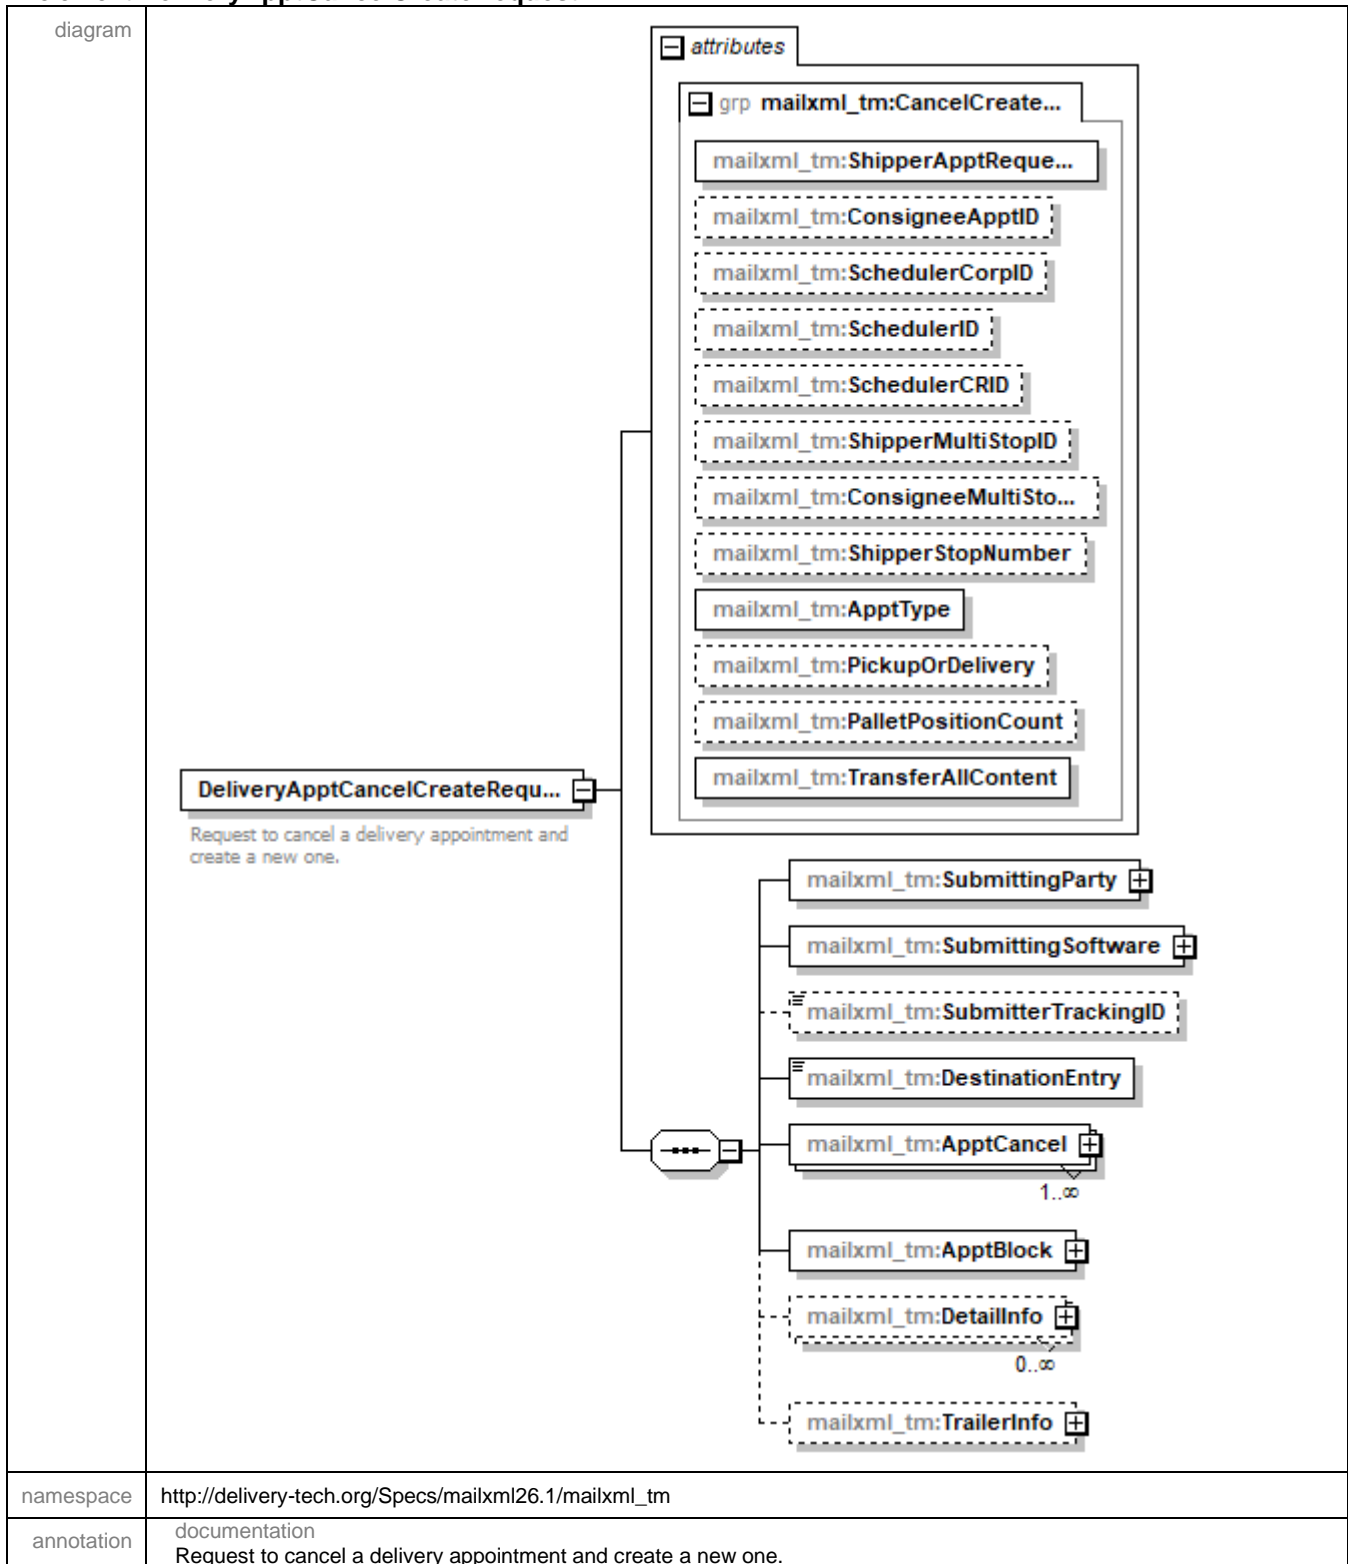 diagram
attributes
grp mailxml_tm:CancelCreate...
mailxml_tm:ShipperApptReque...
mailxml_tm:ConsigneeApptID
mailxml_tm:SchedulerCorpID
mailxml_tm:SchedulerID
mailxml_tm:SchedulerCRID
mailxml_tm:ShipperMultiStopID
mailxml_tm:ConsigneeMultiSto...
mailxml_tm:ShipperStopNumber
mailxml_tm:ApptType
mailxml_tm:PickupOrDelivery
mailxml_tm:PalletPositionCount
mailxml_tm:TransferAllContent
DeliveryApptCancelCreateRequ...
Request to cancel a delivery appointment and
create a new one.
mailxml_tm:SubmittingParty
mailxml_tm:SubmittingSoftware
mailxml_tm:SubmitterTrackingID
mailxml_tm:DestinationEntry
mailxml_tm:ApptCancel
1..∞
mailxml_tm:ApptBlock
mailxml_tm:DetailInfo
0..∞
mailxml_tm:TrailerInfo
namespace http://delivery-tech.org/Specs/mailxml26.1/mailxml_tm
annotation documentation
Request to cancel a delivery appointment and create a new one.